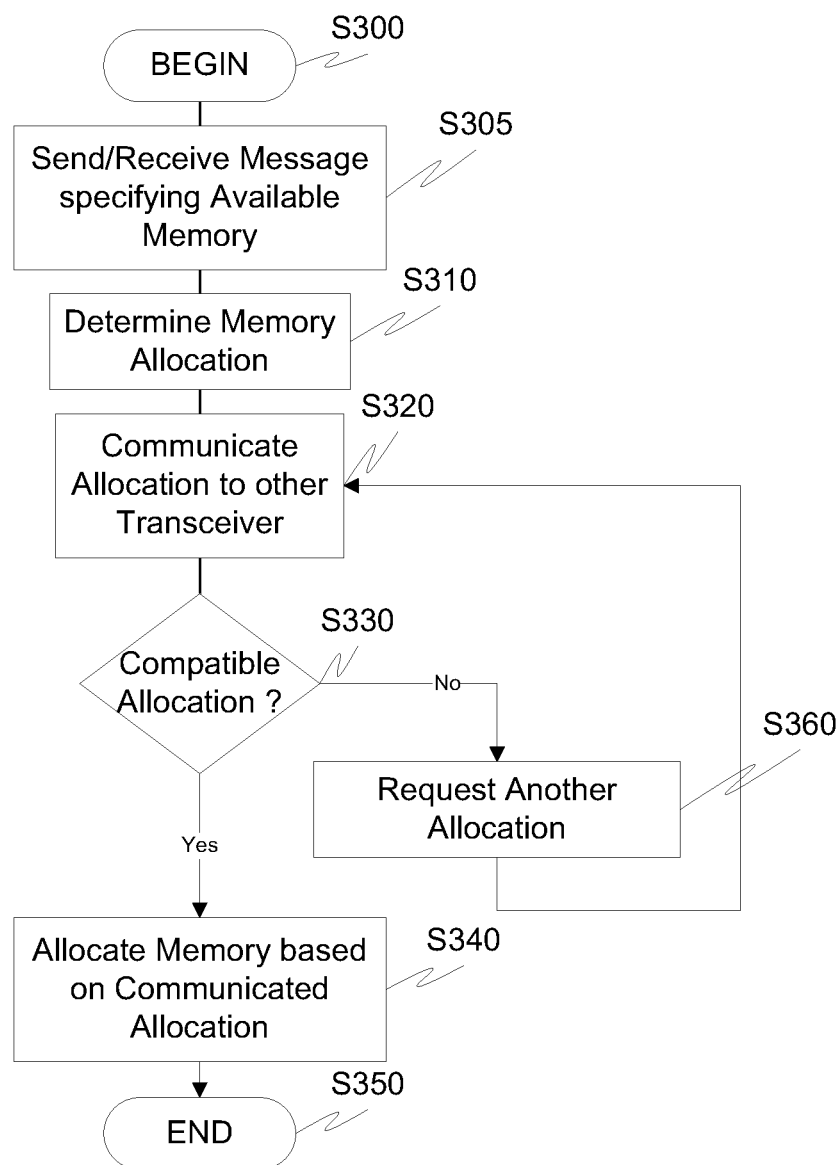 S300
BEGIN
S305
Send/Receive Message
specifying Available
Memory
S310
Determine Memory
Allocation
S320
Communicate
Allocation to other
Transceiver
S330
Compatible
Allocation ?
No
S360
Request Another
Allocation
Yes
S340
Allocate Memory based
on Communicated
Allocation
S350
END